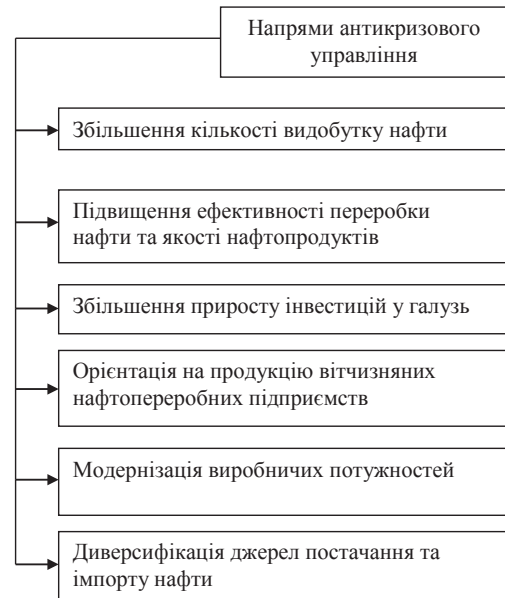 Напрями антикризового
управління
Збільшення кількості видобутку нафти
Підвищення ефективності переробки
нафти та якості нафтопродуктів
Збільшення приросту інвестицій у галузь
Орієнтація на продукцію вітчизняних
нафтопереробних підприємств
Модернізація виробничих потужностей
Диверсифікація джерел постачання та
імпорту нафти